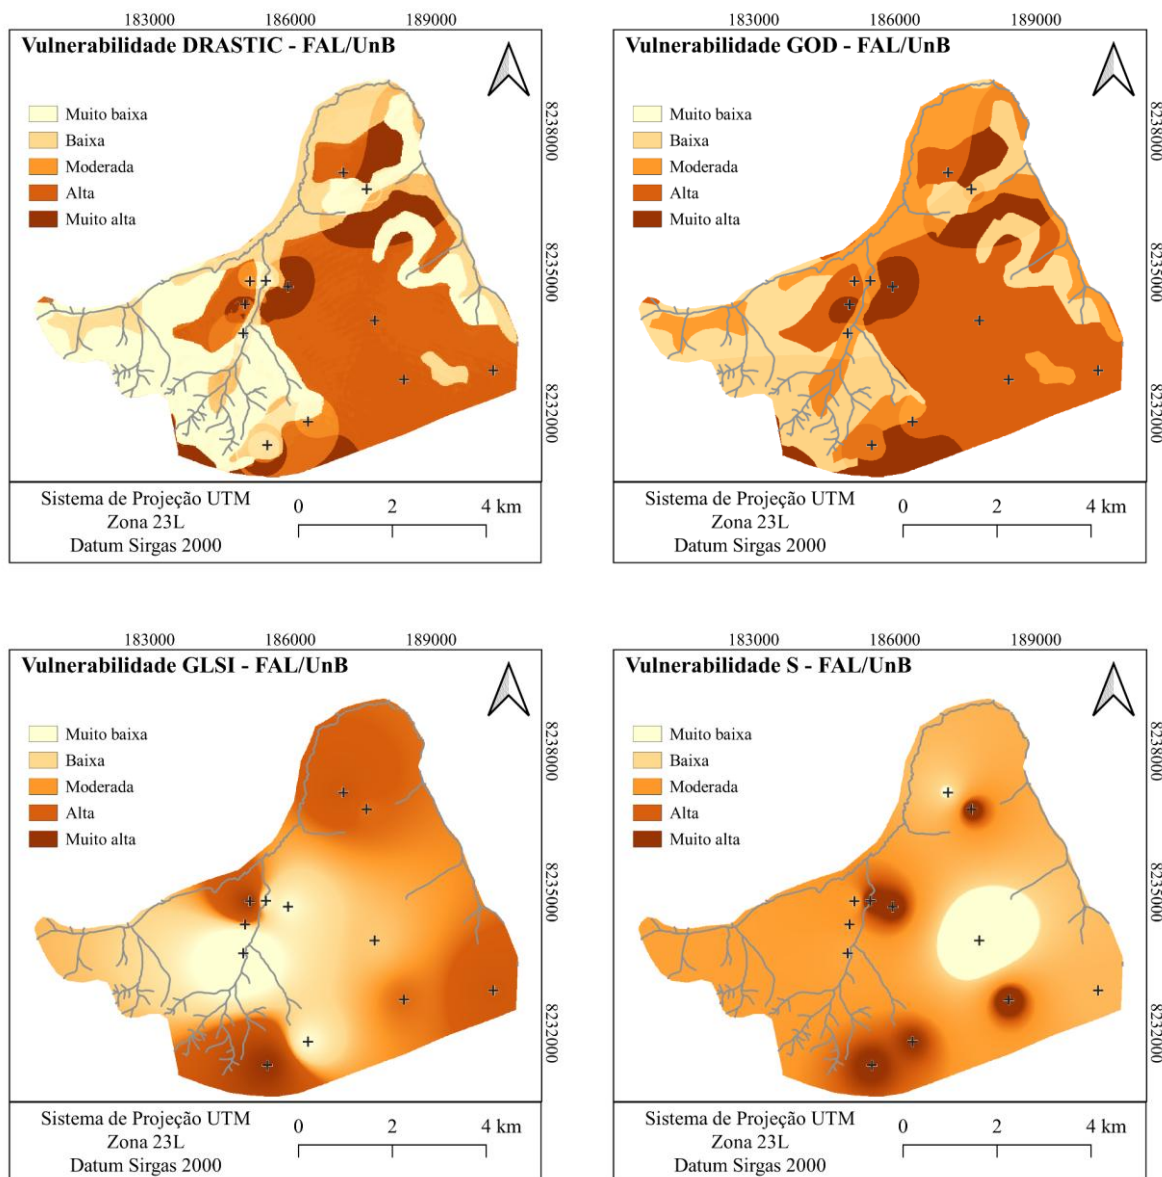 183000 186000 189000
Vulnerabilidade DRASTIC - FAL/UnB
Muito baixa
Baixa
Moderada
Alta
Muito alta
8238000
8235000
8232000
Sistema de Projeção UTM
Zona 23L
Datum Sirgas 2000
0 2 4 km
183000 186000 189000
Vulnerabilidade GOD - FAL/UnB
Muito baixa
Baixa
Moderada
Alta
Muito alta
8238000
8235000
8232000
Sistema de Projeção UTM
Zona 23L
Datum Sirgas 2000
0 2 4 km
183000 186000 189000
Vulnerabilidade GLSI - FAL/UnB
Muito baixa
Baixa
Moderada
Alta
Muito alta
8238000
8235000
8232000
Sistema de Projeção UTM
Zona 23L
Datum Sirgas 2000
0 2 4 km
183000 186000 189000
Vulnerabilidade S - FAL/UnB
Muito baixa
Baixa
Moderada
Alta
Muito alta
8238000
8235000
8232000
Sistema de Projeção UTM
Zona 23L
Datum Sirgas 2000
0 2 4 km